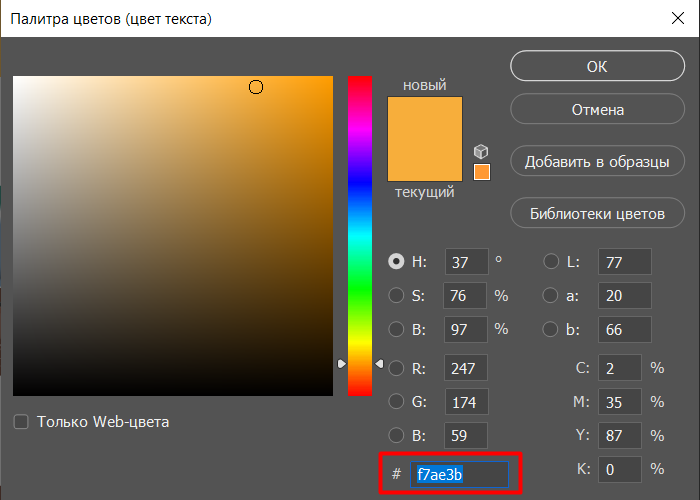 Палитра цветов (цвет текста)
новый
текущий
ОК
Отмена
Добавить в образцы
Библиотеки цветов
H: 37 °
S: 76 %
B: 97 %
R: 247
G: 174
B: 59
# f7ae3b
L: 77
a: 20
b: 66
C: 2 %
M: 35 %
Y: 87 %
K: 0 %
Только Web-цвета